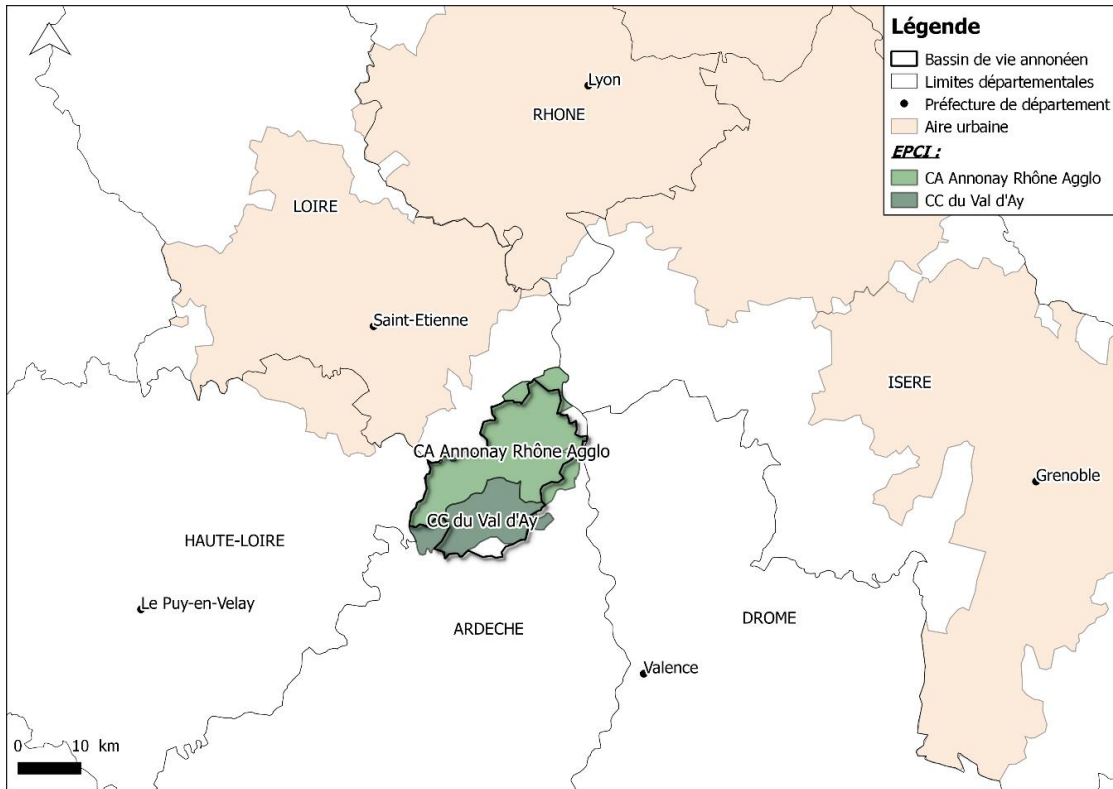 Légende
Bassin de vie annonéen
Limites départementales
Préfecture de département
Aire urbaine
EPCI :
CA Annonay Rhône Agglo
CC du Val d'Ay
Lyon
RHONE
LOIRE
Saint-Etienne
ISERE
CA Annonay Rhône Agglo
Grenoble
CC du Val d'Ay
HAUTE-LOIRE
Le Puy-en-Velay
ARDECHE
DROME
Valence
0 10 km